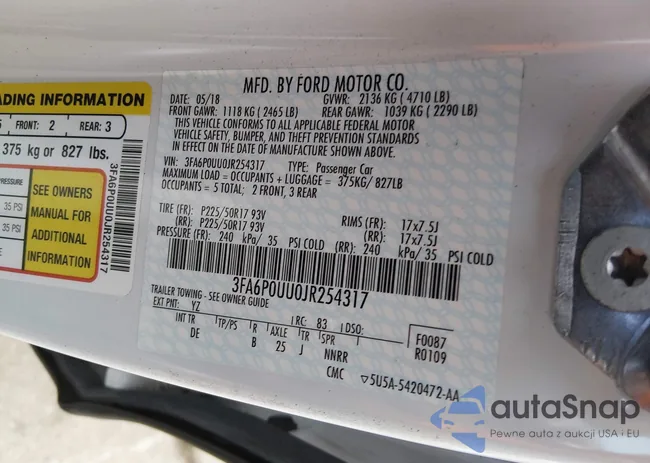 ADING INFORMATION
FRONT: 2 REAR: 3
375 kg or 827 lbs.
PRESSURE
SEE OWNERS
MANUAL FOR
ADDITIONAL
INFORMATION
35 PSI
35 PSI
3FA6P0UU0JR254317
MFD. BY FORD MOTOR CO.
DATE: 05/18 GVWR: 2136 KG ( 4710 LB)
FRONT GAWR: 1118 KG ( 2465 LB) REAR GAWR: 1039 KG ( 2290 LB)
THIS VEHICLE CONFORMS TO ALL APPLICABLE FEDERAL MOTOR
VEHICLE SAFETY, BUMPER, AND THEFT PREVENTION STANDARDS
IN EFFECT ON THE DATE OF MANUFACTURE SHOWN ABOVE.
VIN: 3FA6P0UU0JR254317 TYPE: Passenger Car
MAXIMUM LOAD = OCCUPANTS + LUGGAGE = 375KG/ 827LB
OCCUPANTS = 5 TOTAL; 2 FRONT, 3 REAR
TIRE (FR): P225/50R17 93V RIMS (FR): 17x7.5J
(RR): P225/50R17 93V (RR): 17x7.5J
PRESSURE (FR): 240 kPa/ 35 PSI COLD (RR): 240 kPa/ 35 PSI COLD
3FA6P0UU0JR254317
TRAILER TOWING - SEE OWNER GUIDE
EXT PNT: YZ RC: 83 DSO: F0087
INT TR TP/PS R AXLE TR SPR R0109
DE B 25 J NNRR
CMC ▽5U5A-5420472-AA
autaSnap
Pewne auta z aukcji USA i EU